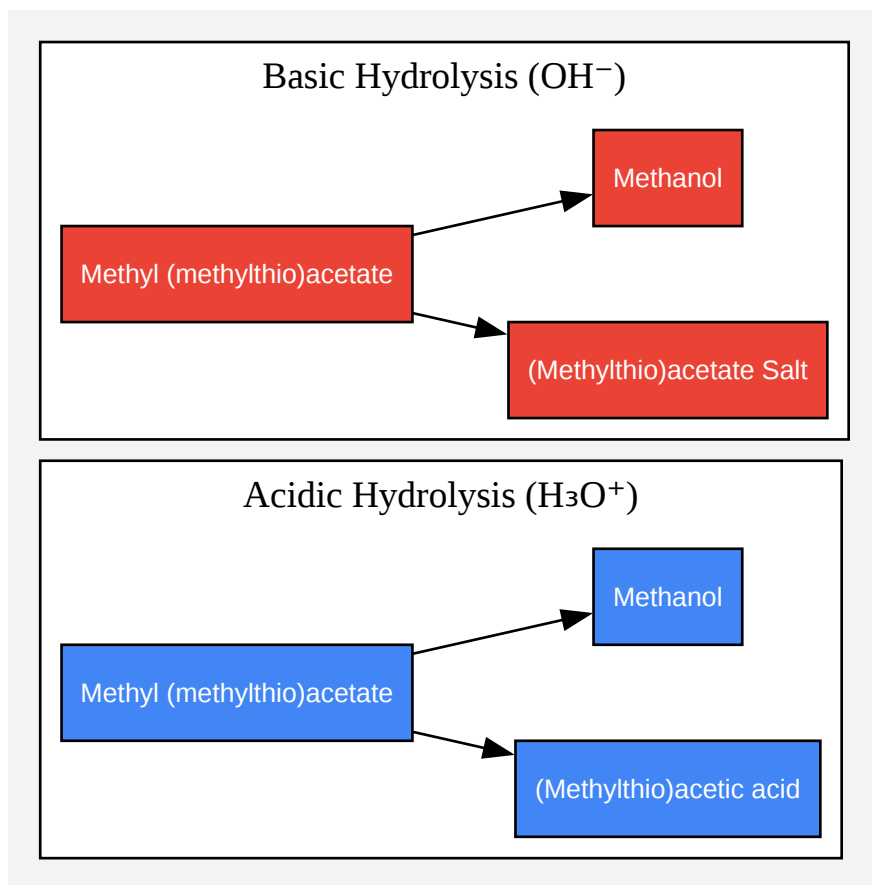 Basic Hydrolysis (OH⁻)
Methanol
Methyl (methylthio)acetate
(Methylthio)acetate Salt
Acidic Hydrolysis (H₃O⁺)
Methanol
Methyl (methylthio)acetate
(Methylthio)acetic acid